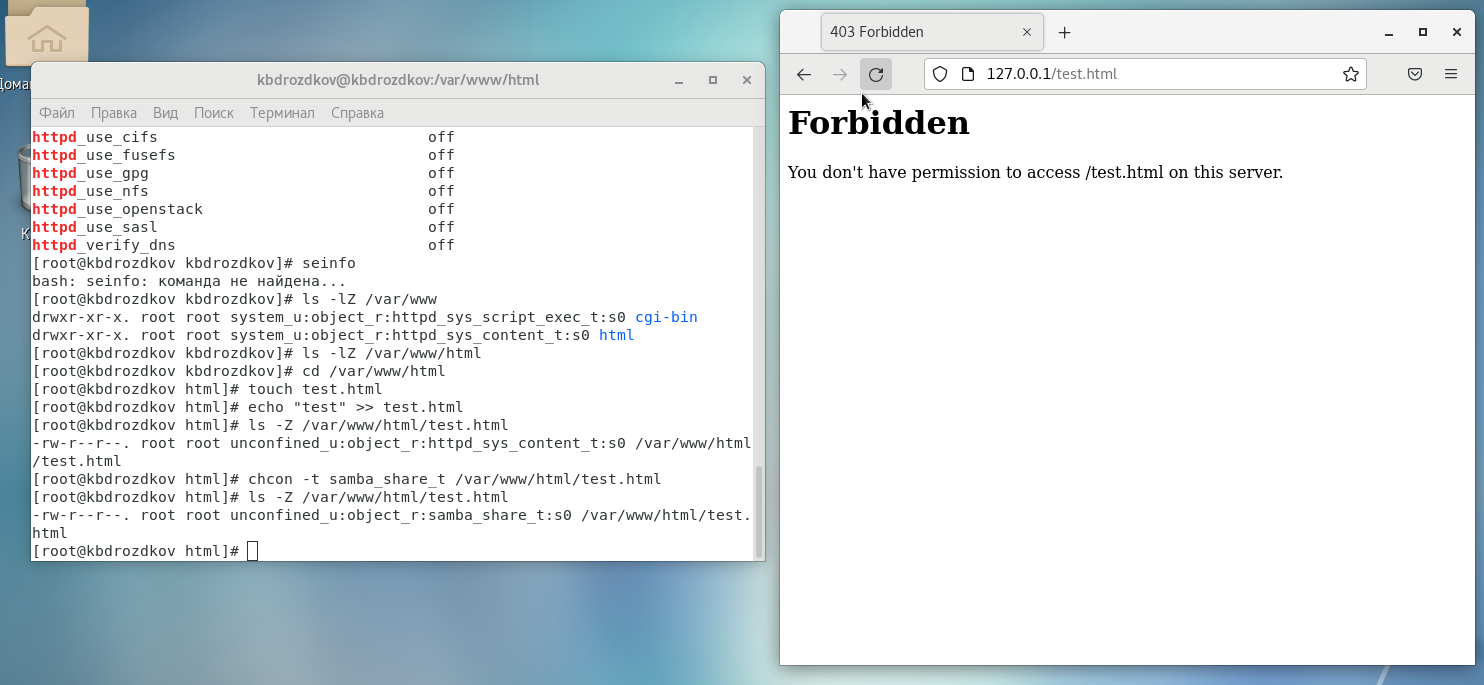 Дома
К
kbdrozdkov@kbdrozdkov:/var/www/html
Файл Правка Вид Поиск Терминал Справка
httpd_use_cifs off
httpd_use_fusefs off
httpd_use_gpg off
httpd_use_nfs off
httpd_use_openstack off
httpd_use_sasl off
httpd_verify_dns off
[root@kbdrozdkov kbdrozdkov]# seinfo
bash: seinfo: команда не найдена...
[root@kbdrozdkov kbdrozdkov]# ls -lZ /var/www
drwxr-xr-x. root root system_u:object_r:httpd_sys_script_exec_t:s0 cgi-bin
drwxr-xr-x. root root system_u:object_r:httpd_sys_content_t:s0 html
[root@kbdrozdkov kbdrozdkov]# ls -lZ /var/www/html
[root@kbdrozdkov kbdrozdkov]# cd /var/www/html
[root@kbdrozdkov html]# touch test.html
[root@kbdrozdkov html]# echo "test" >> test.html
[root@kbdrozdkov html]# ls -Z /var/www/html/test.html
-rw-r--r--. root root unconfined_u:object_r:httpd_sys_content_t:s0 /var/www/html
/test.html
[root@kbdrozdkov html]# chcon -t samba_share_t /var/www/html/test.html
[root@kbdrozdkov html]# ls -Z /var/www/html/test.html
-rw-r--r--. root root unconfined_u:object_r:samba_share_t:s0 /var/www/html/test.
html
[root@kbdrozdkov html]#
403 Forbidden
127.0.0.1/test.html
Forbidden
You don't have permission to access /test.html on this server.